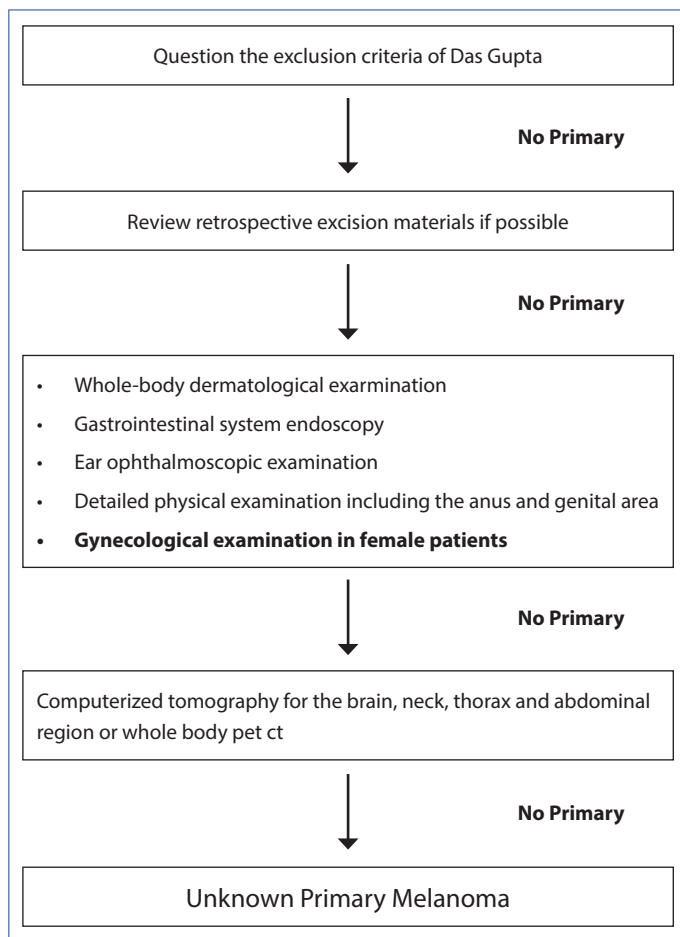 Question the exclusion criteria of Das Gupta
No Primary
Review retrospective excision materials if possible
No Primary
• Whole-body dermatological exarmination
• Gastrointestinal system endoscopy
• Ear ophthalmoscopic examination
• Detailed physical examination including the anus and genital area
• Gynecological examination in female patients
No Primary
Computerized tomography for the brain, neck, thorax and abdominal
region or whole body pet ct
No Primary
Unknown Primary Melanoma